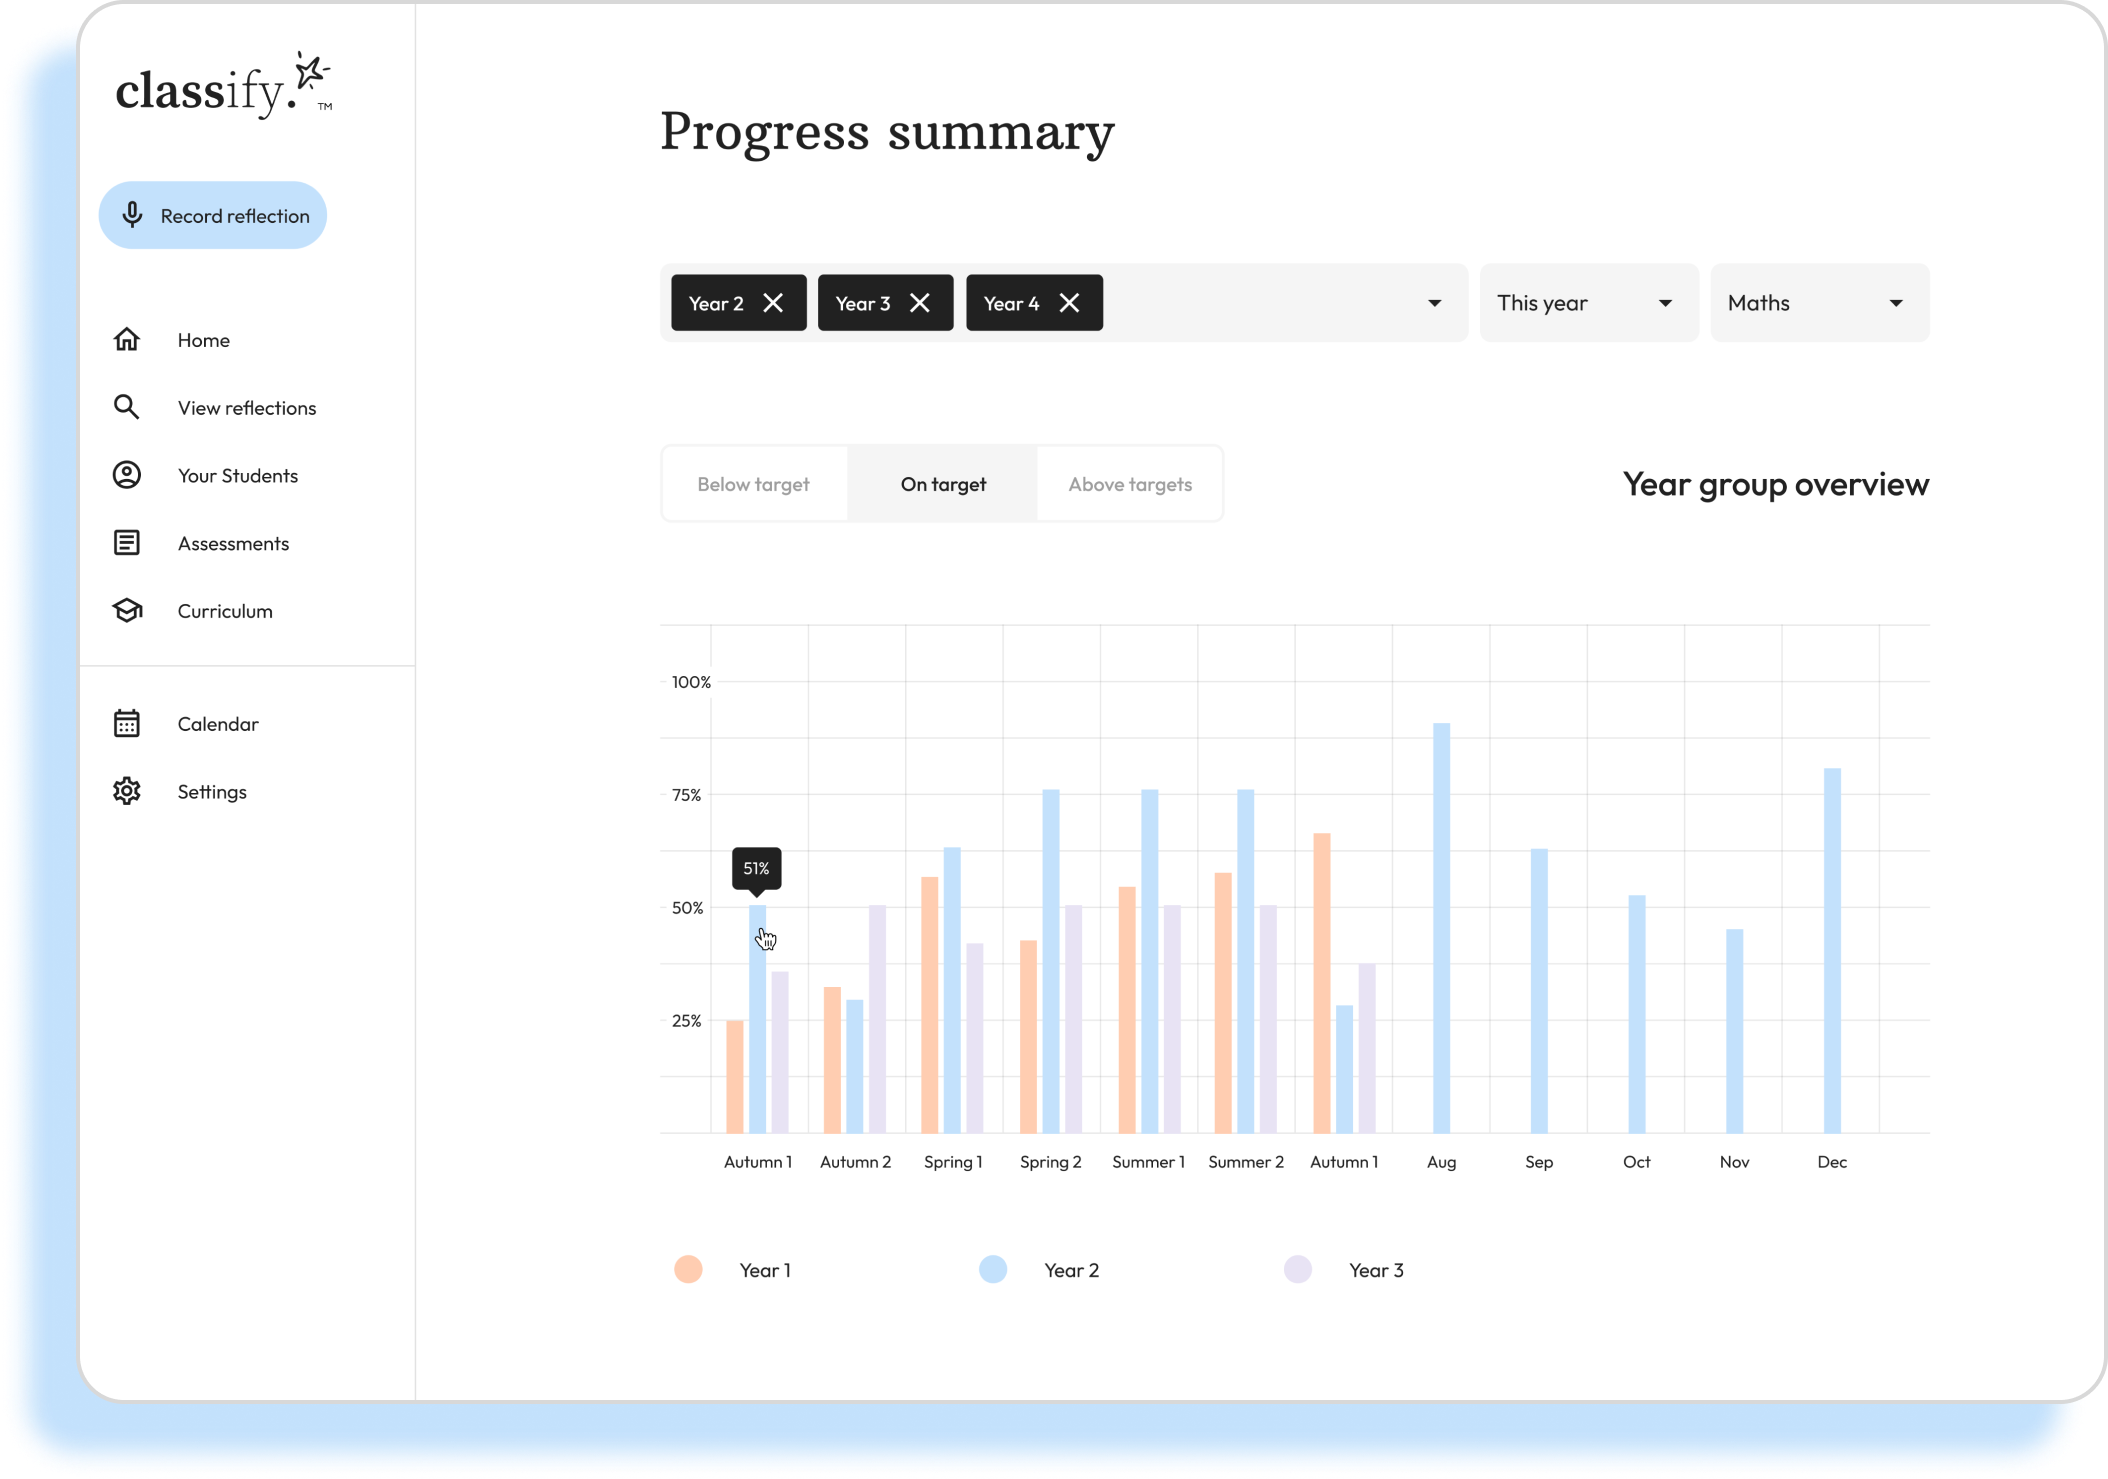 classify.
TM
Record reflection
Home
View reflections
Your Students
Assessments
Curriculum
Calendar
Settings
Progress summary
Year 2
Year 3
Year 4
This year
Maths
Below target
On target
Above targets
Year group overview
100%
75%
50%
25%
51%
Autumn 1 Autumn 2 Spring 1 Spring 2 Summer 1 Summer 2 Autumn 1 Aug Sep Oct Nov Dec
Year 1
Year 2
Year 3